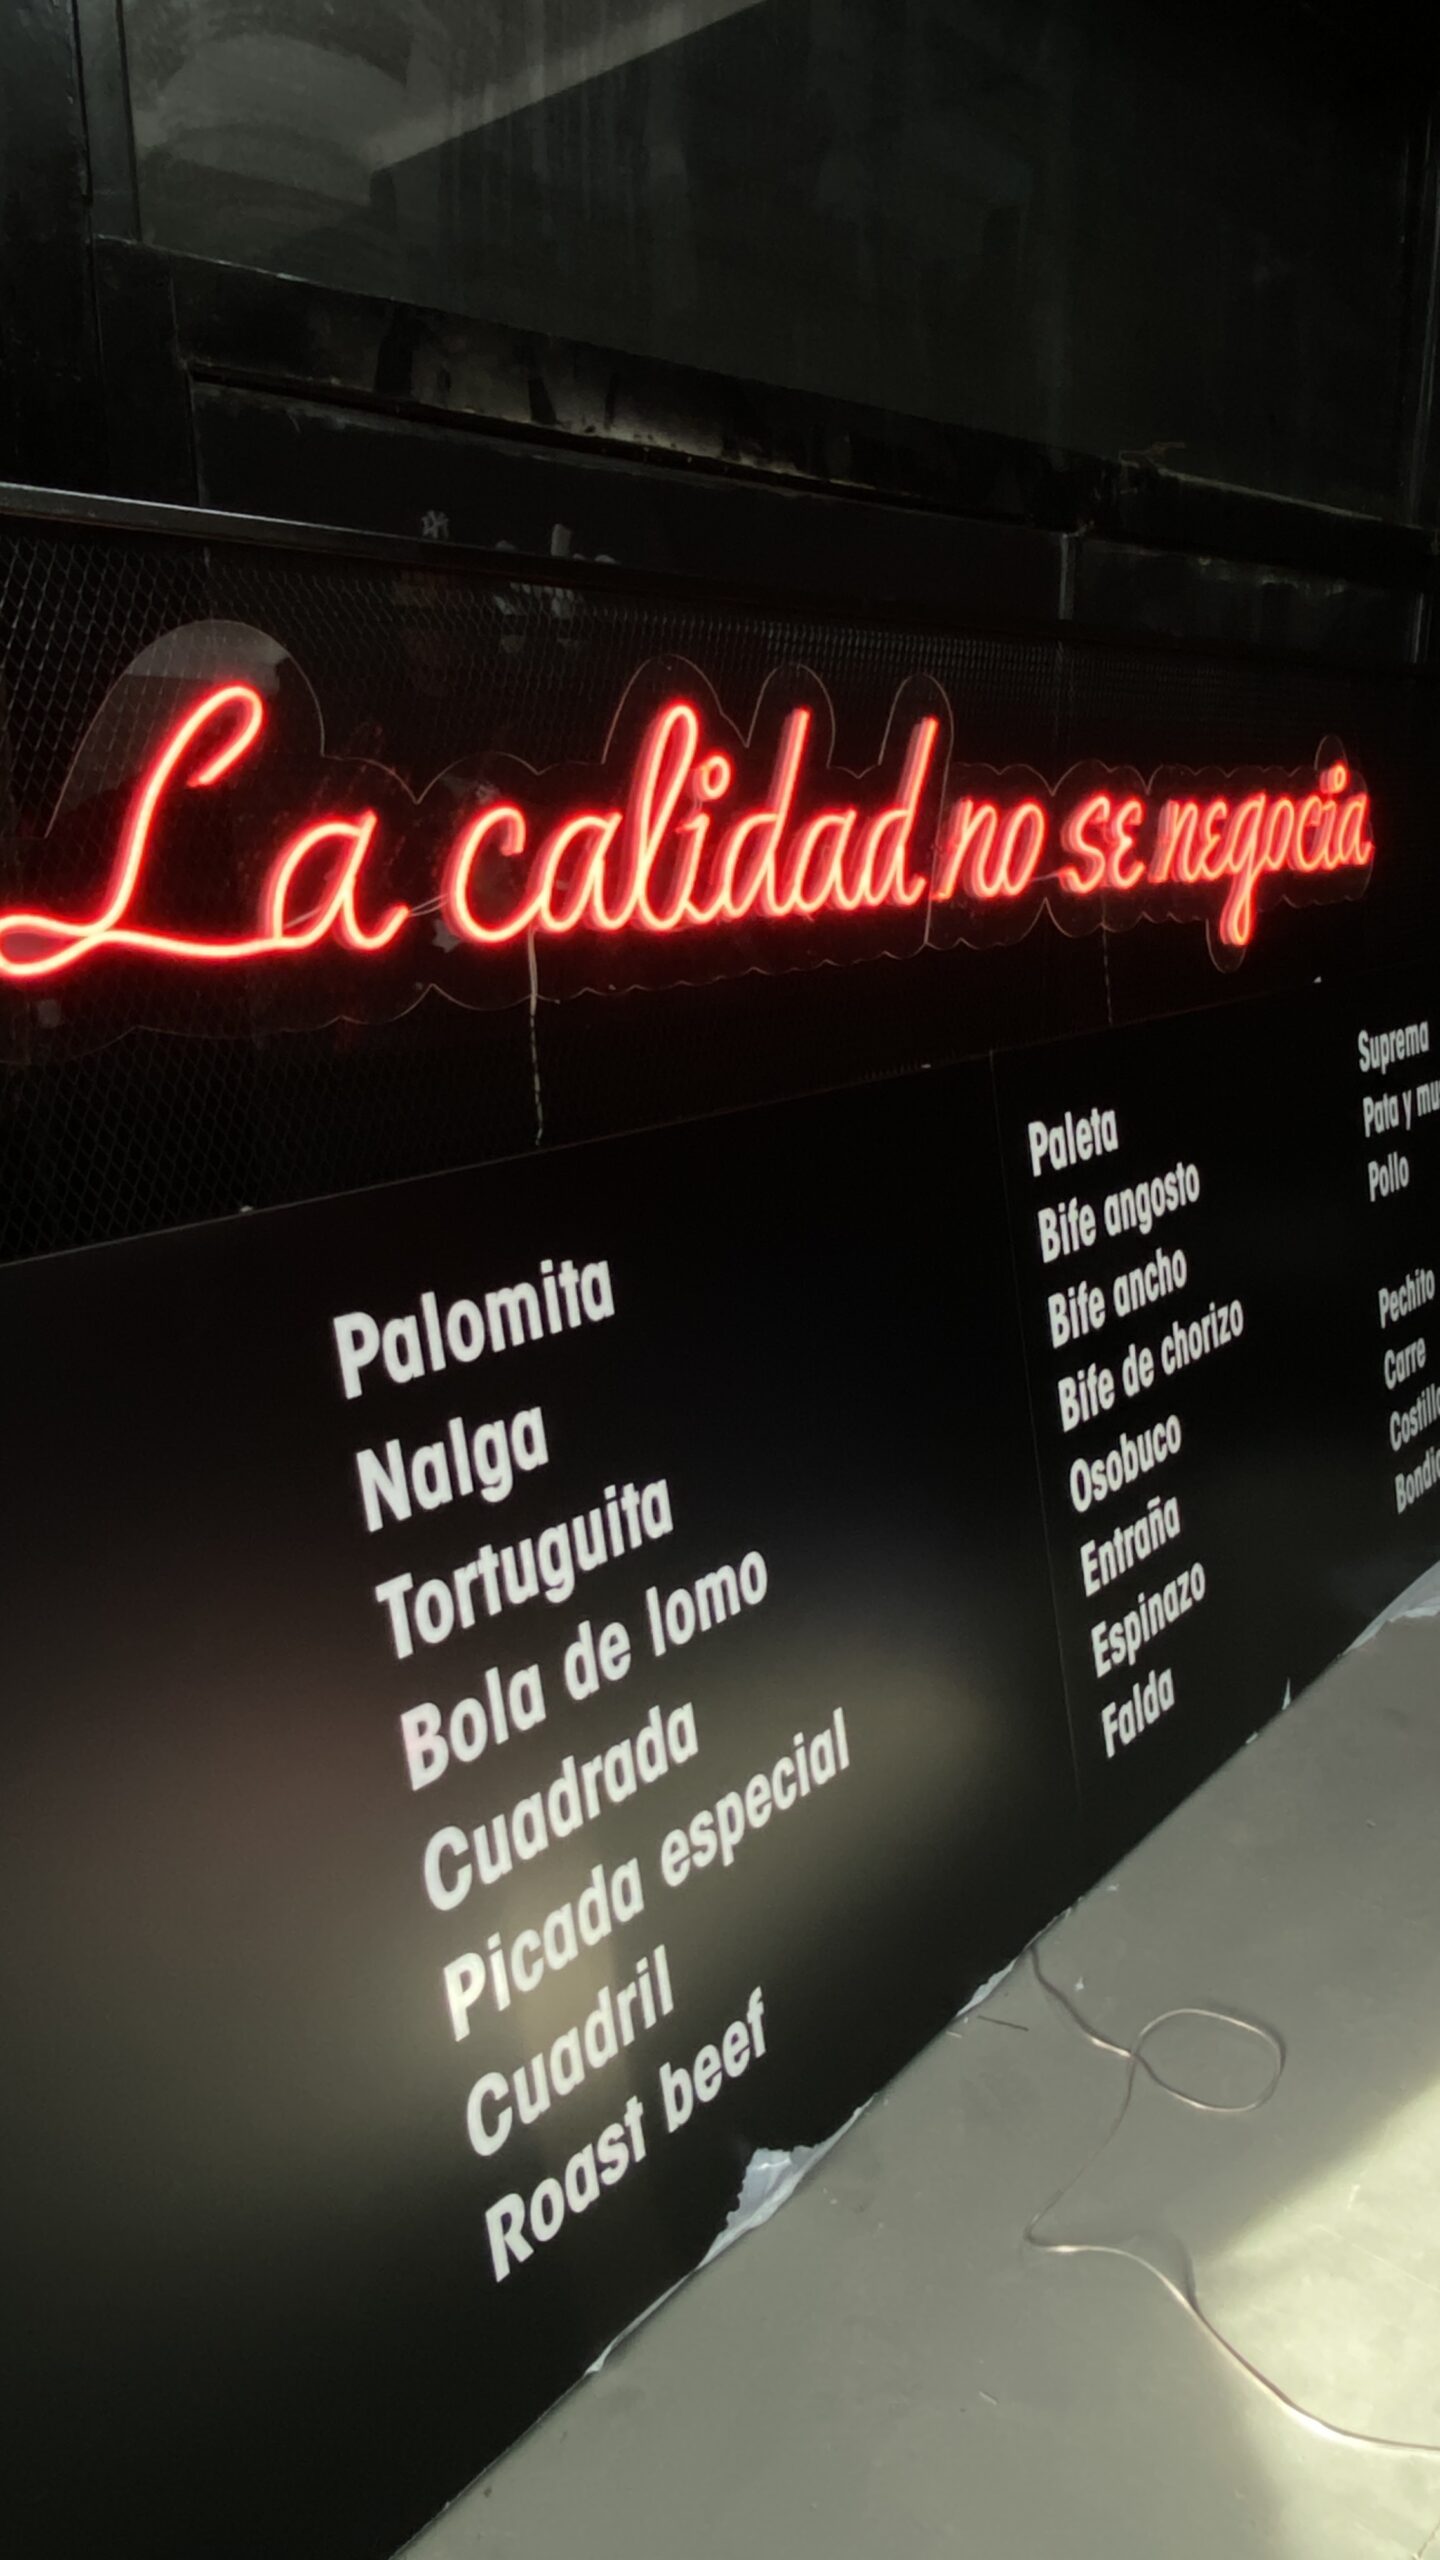 La calidad no se negocia
Palomita
Nalga
Tortuguita
Bola de lomo
Cuadrada
Picada especial
Cuadril
Roast beef
Paleta
Bife angosto
Bife ancho
Bife de chorizo
Osobuco
Entraña
Espinazo
Falda
Suprema
Pata y
Pollo
Pechito
Carre